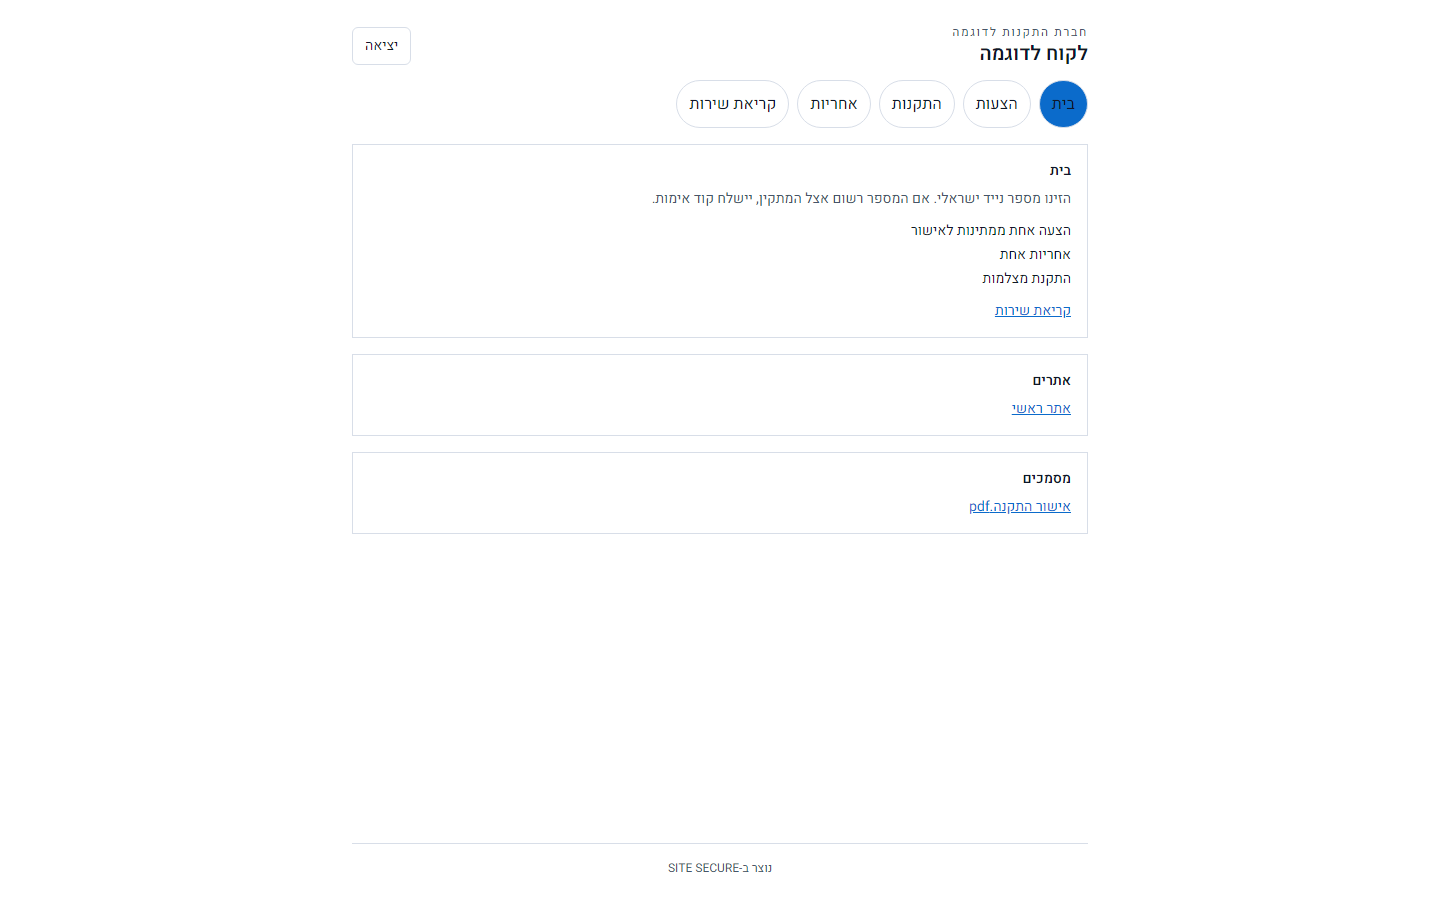 חברת התקנות לדוגמה
לקוח לדוגמה
יציאה
בית
הצעות
התקנות
אחריות
קריאת שירות
בית
הזינו מספר נייד ישראלי. אם המספר רשום אצל המתקין, יישלח קוד אימות.
הצעה אחת ממתינות לאישור
אחריות אחת
התקנת מצלמות
קריאת שירות
אתרים
אתר ראשי
מסמכים
אישור התקנה.pdf
נוצר ב-SITE SECURE